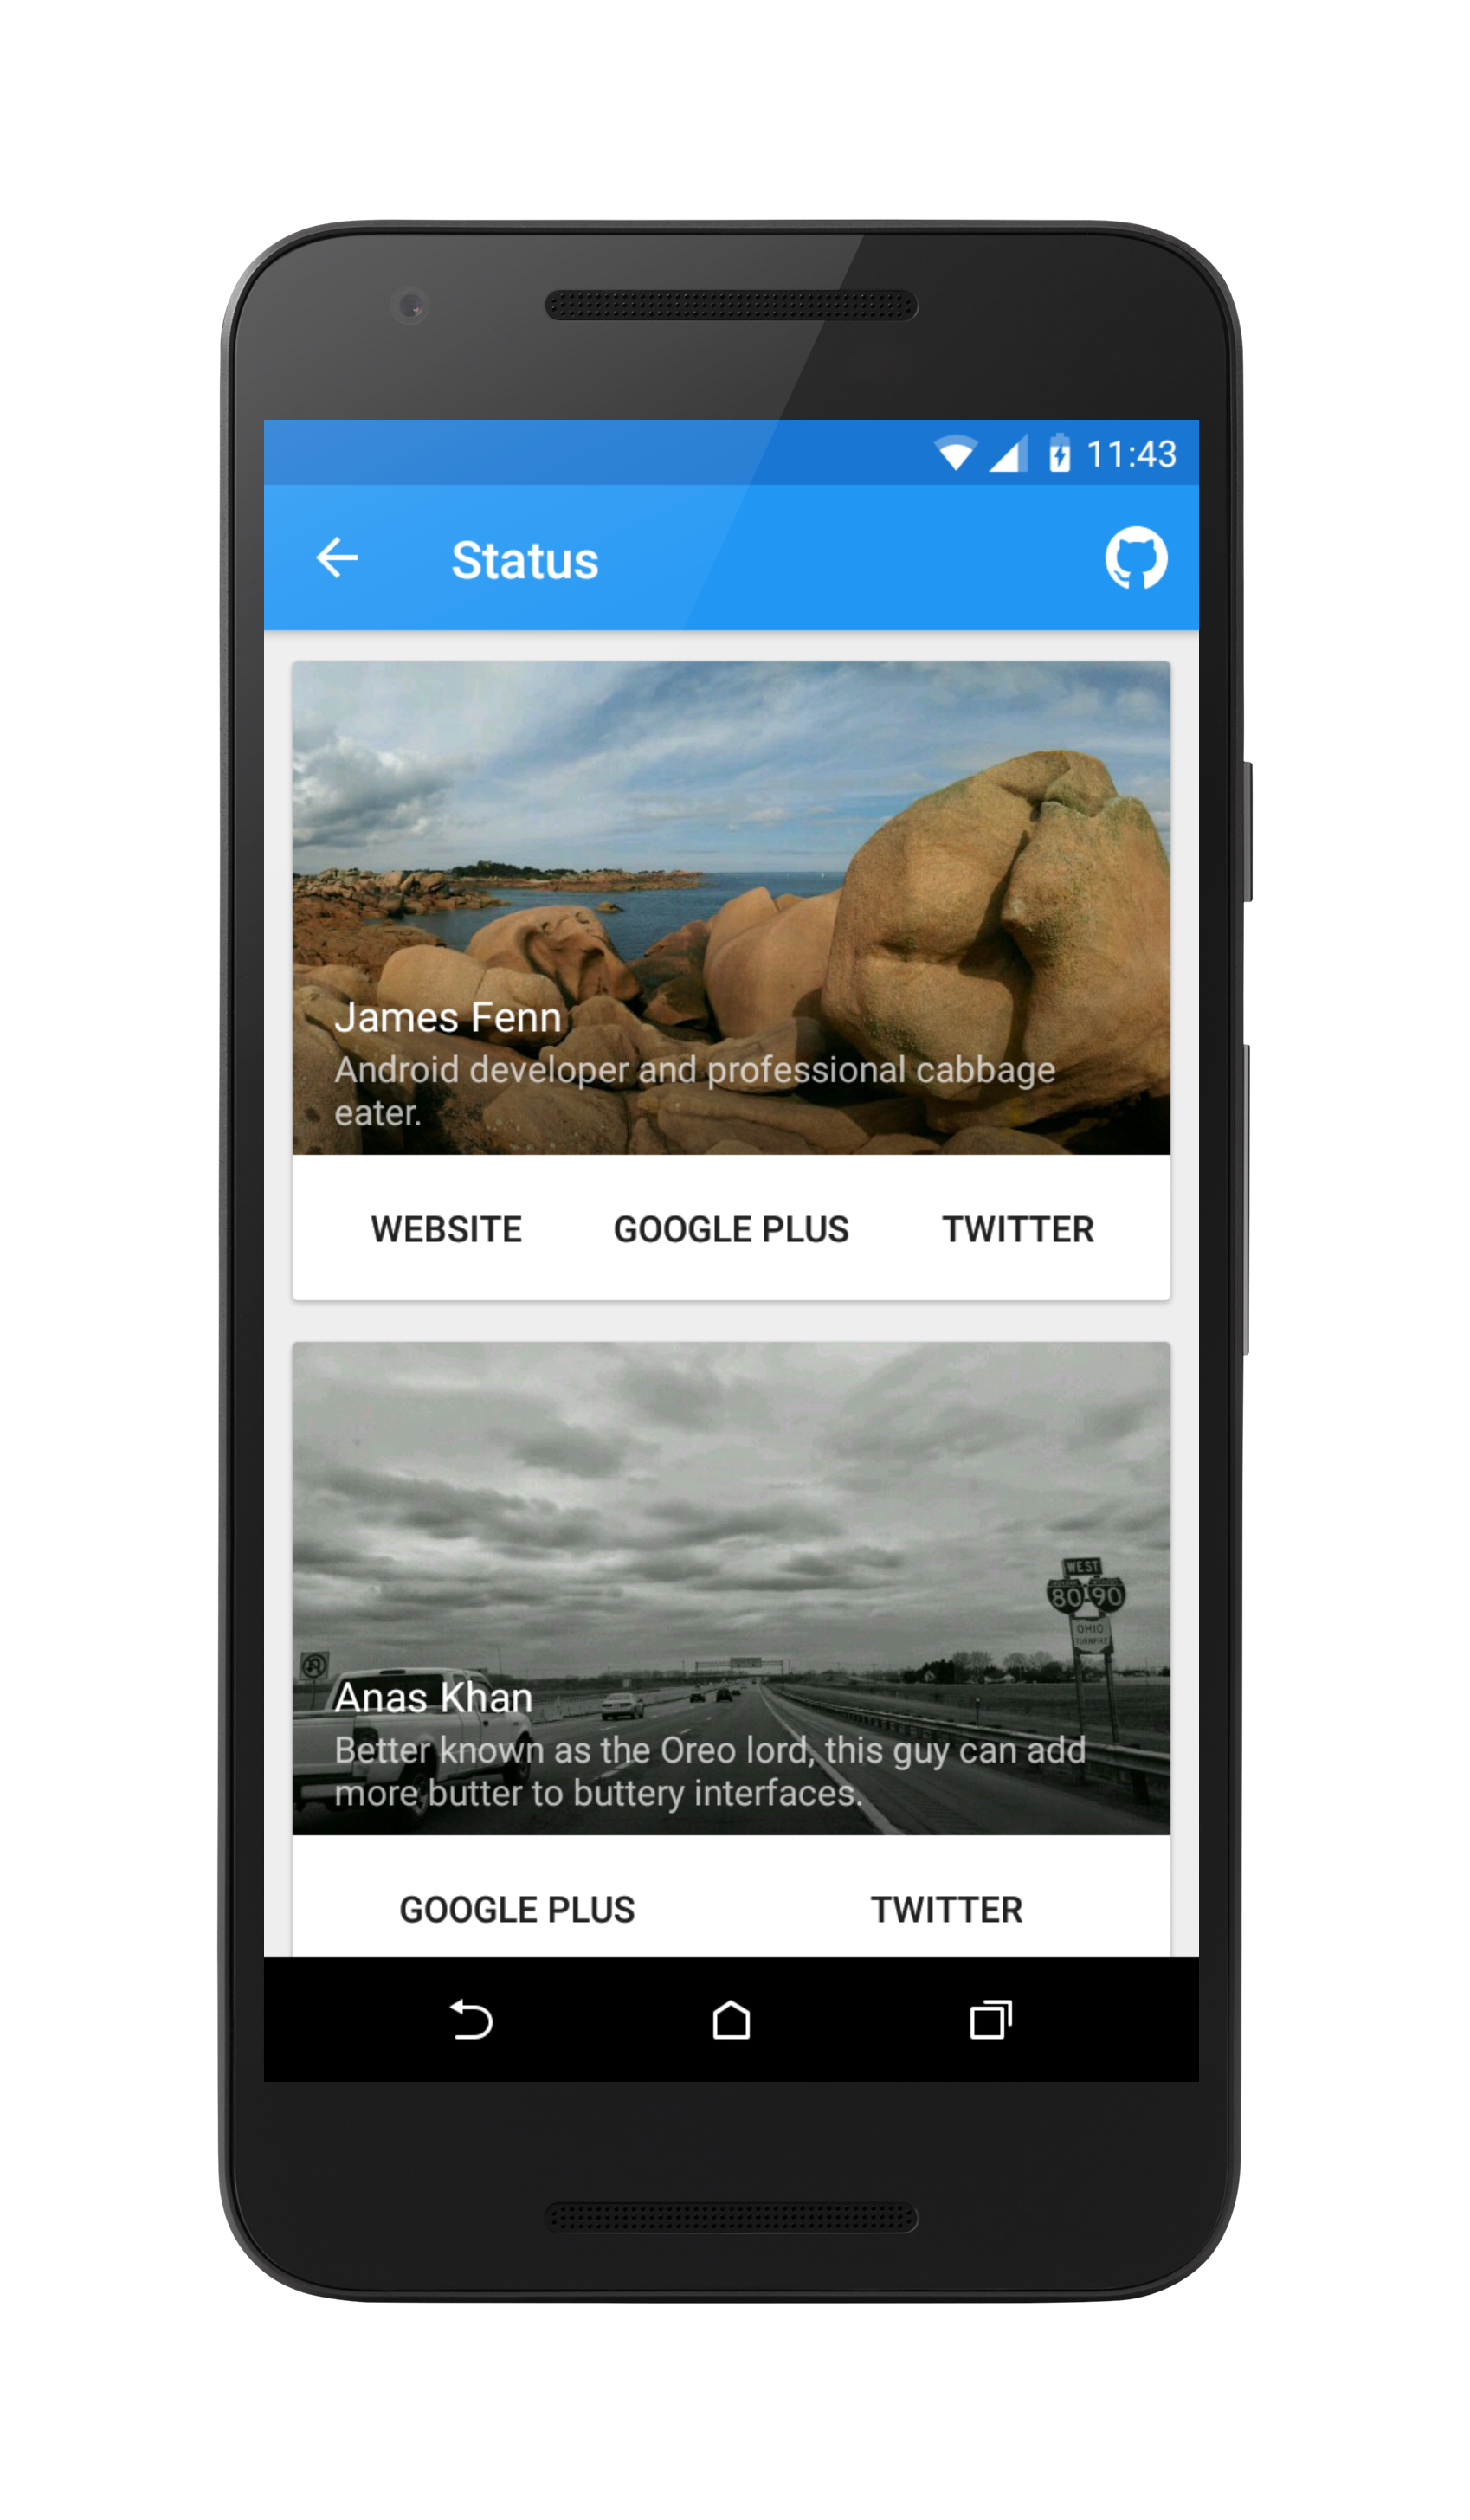 11:43
Status
James Fenn
Android developer and professional cabbage
eater.
WEBSITE GOOGLE PLUS TWITTER
WEST
80 90
OHIO
TURNPIKE
Anas Khan
Better known as the Oreo lord, this guy can add
more butter to buttery interfaces.
GOOGLE PLUS TWITTER